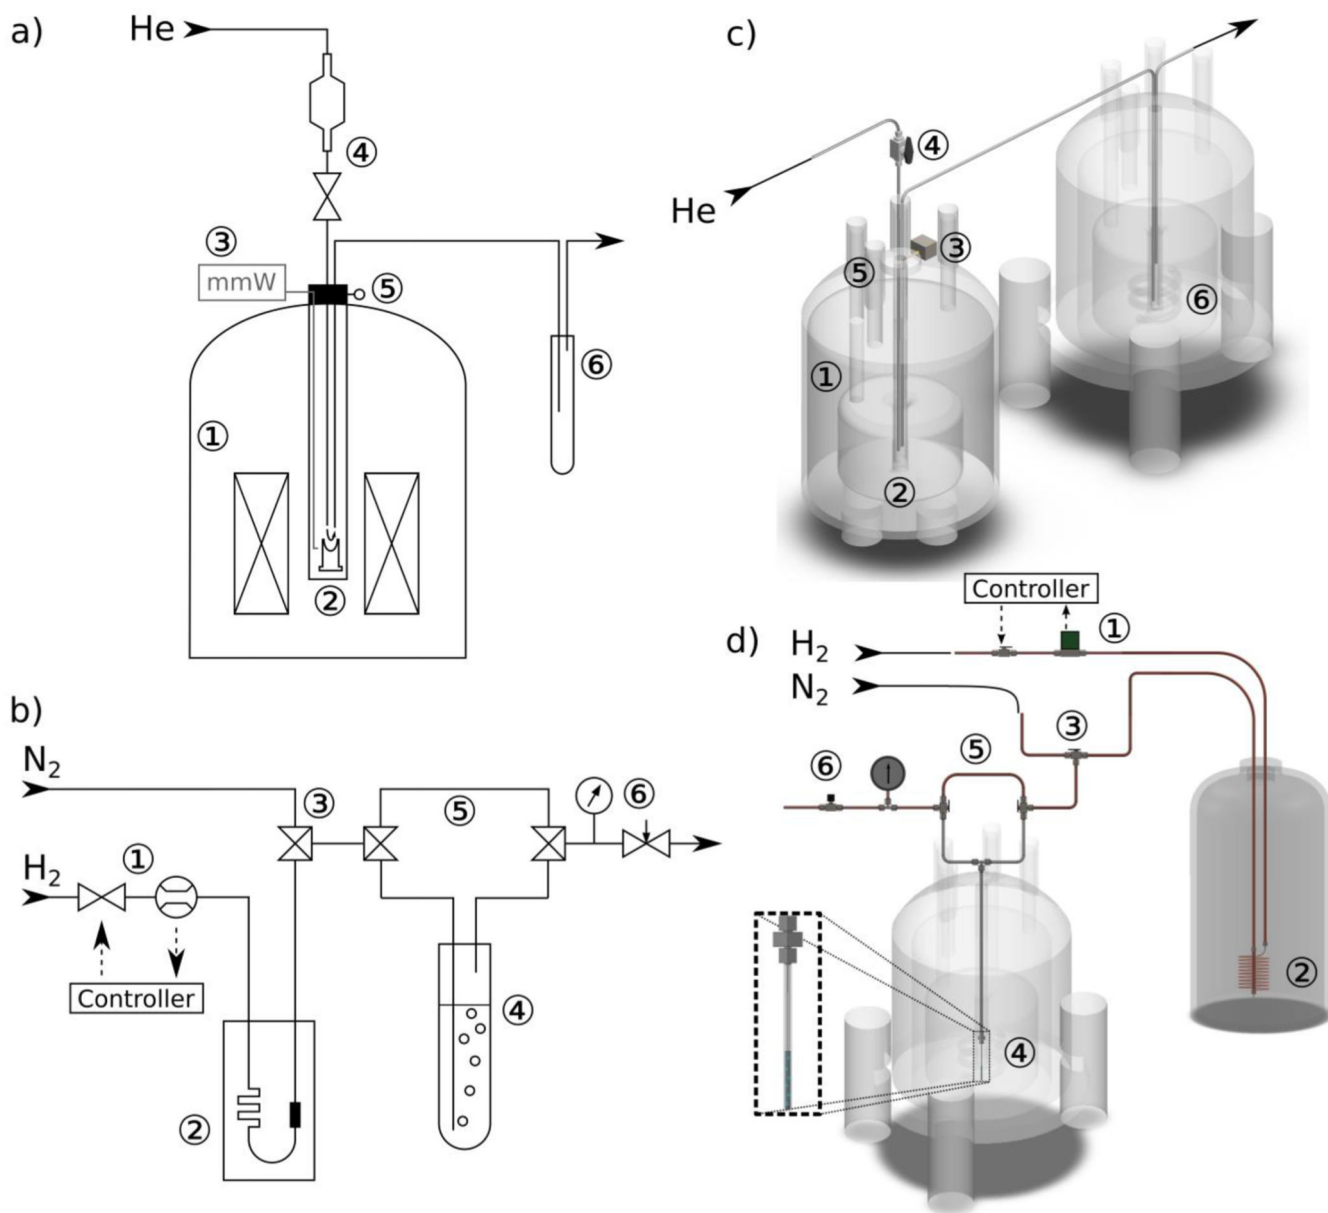 a)
He
④
③
mmW
⑤
⑥
①
②
b)
N₂
③
⑤
⑥
H₂
①
Controller
④
②
c)
He
④
③
⑤
⑥
①
②
d)
Controller
①
H₂
N₂
③
⑤
⑥
②
④